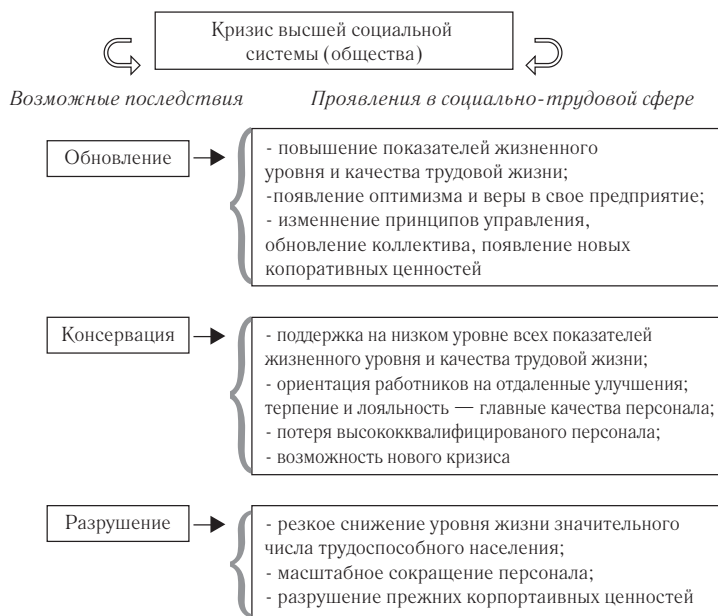 Кризис высшей социальной
системы (общества)
Возможные последствия
Проявления в социально-трудовой сфере
Обновление
- повышение показателей жизненного
уровня и качества трудовой жизни;
-появление оптимизма и веры в свое предприятие;
- изменнение принципов управления,
обновление коллектива, появление новых
копоративных ценностей
Консервация
- поддержка на низком уровне всех показателей
жизненного уровня и качества трудовой жизни;
- ориентация работников на отдаленные улучшения;
терпение и лояльность — главные качества персонала;
- потеря высококквалифицированого персонала;
- возможность нового кризиса
Разрушение
- резкое снижение уровня жизни значительного
числа трудоспособного населения;
- масштабное сокращение персонала;
- разрушение прежних корпортаивных ценностей